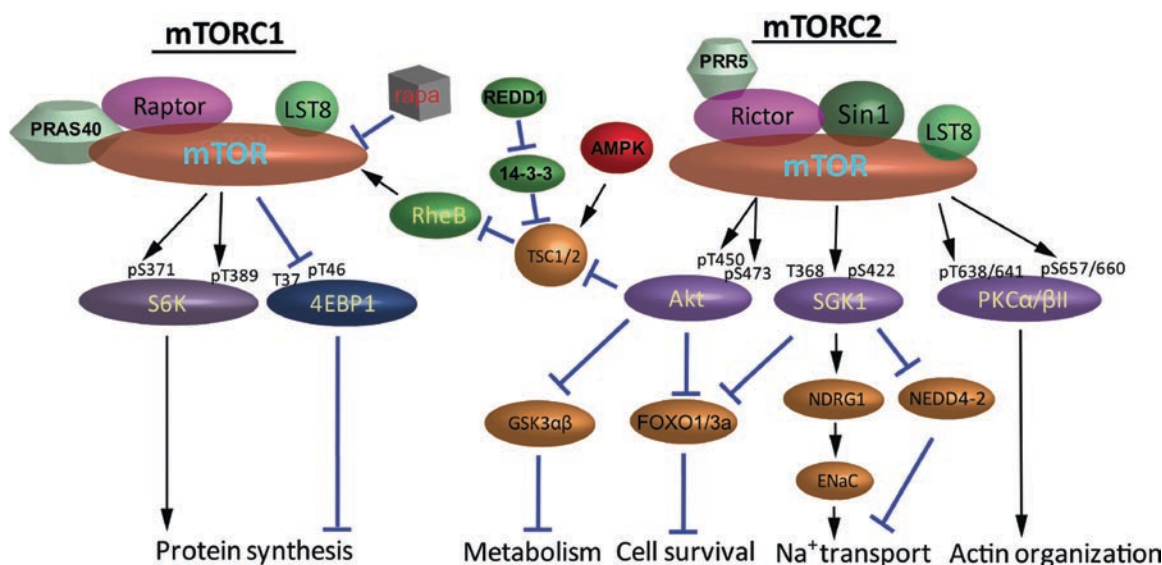 mTORC1
mTORC2
PRR5
Raptor
LST8
rapa
REDD1
Rictor
Sin1
LST8
PRAS40
mTOR
AMPK
mTOR
14-3-3
RheB
TSC1/2
pS371
pT389
T37
pT46
pT450
pS473
T368
pS422
pT638/641
pS657/660
S6K
4EBP1
Akt
SGK1
PKCα/βII
GSK3αβ
FOXO1/3a
NDRG1
NEDD4-2
ENaC
Protein synthesis
Metabolism
Cell survival
Na⁺ transport
Actin organization